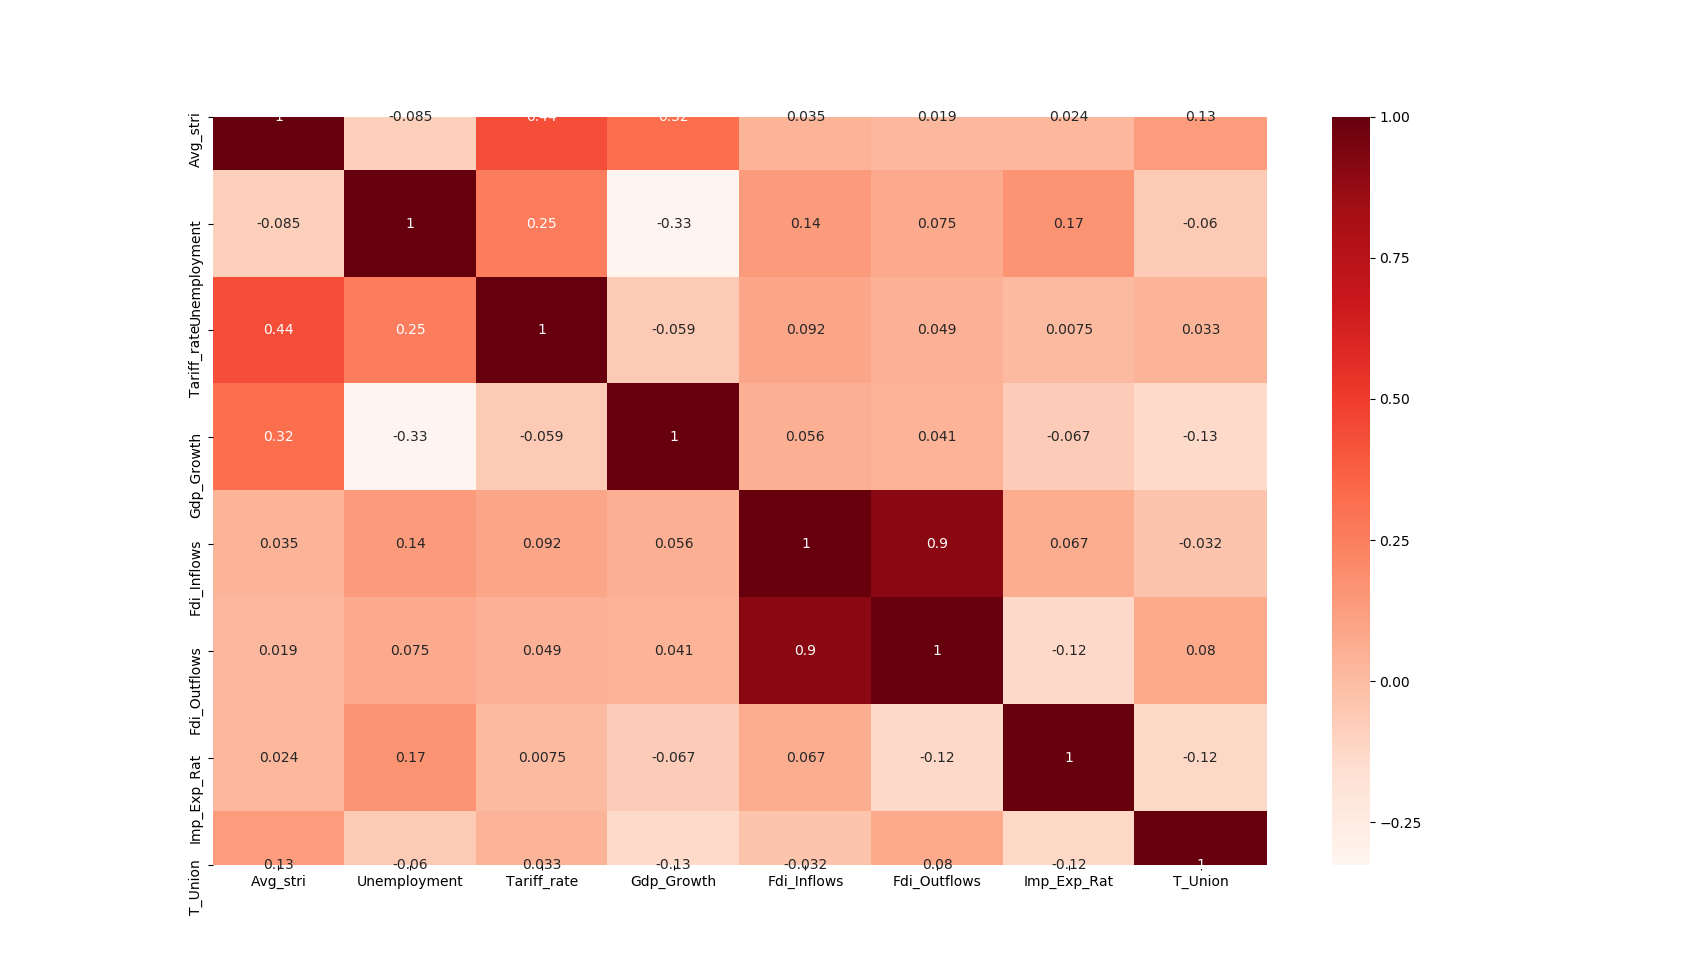 Avg_stri 1 -0.085 0.44 0.32 0.035 0.019 0.024 0.13
Unemployment -0.085 1 0.25 -0.33 0.14 0.075 0.17 -0.06
Tariff_rate 0.44 0.25 1 -0.059 0.092 0.049 0.0075 0.033
Gdp_Growth 0.32 -0.33 -0.059 1 0.056 0.041 -0.067 -0.13
Fdi_Inflows 0.035 0.14 0.092 0.056 1 0.9 0.067 -0.032
Fdi_Outflows 0.019 0.075 0.049 0.041 0.9 1 -0.12 0.08
Imp_Exp_Rat 0.024 0.17 0.0075 -0.067 0.067 -0.12 1 -0.12
T_Union 0.13 -0.06 0.033 -0.13 -0.032 0.08 -0.12 1
Avg_stri Unemployment Tariff_rate Gdp_Growth Fdi_Inflows Fdi_Outflows Imp_Exp_Rat T_Union
1.00
0.75
0.50
0.25
0.00
−0.25